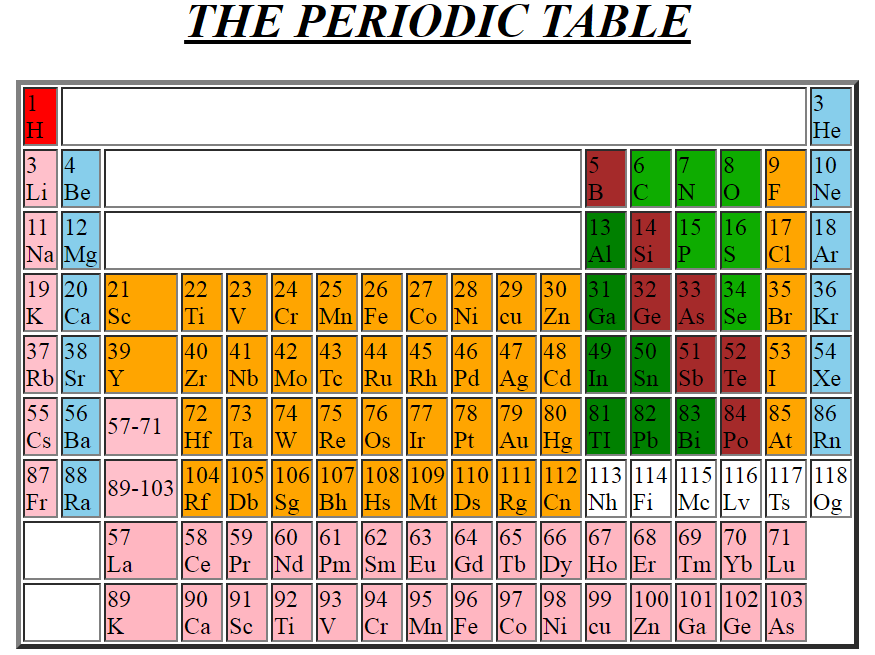 THE PERIODIC TABLE
1 3
H He
3 4 5 6 7 8 9 10
Li Be B C N O F Ne
11 12 13 14 15 16 17 18
Na Mg Al Si P S Cl Ar
19 20 21 22 23 24 25 26 27 28 29 30 31 32 33 34 35 36
K Ca Sc Ti V Cr Mn Fe Co Ni cu Zn Ga Ge As Se Br Kr
37 38 39 40 41 42 43 44 45 46 47 48 49 50 51 52 53 54
Rb Sr Y Zr Nb Mo Tc Ru Rh Pd Ag Cd In Sn Sb Te I Xe
55 56 57-71 72 73 74 75 76 77 78 79 80 81 82 83 84 85 86
Cs Ba Hf Ta W Re Os Ir Pt Au Hg TI Pb Bi Po At Rn
87 88 89-103 104 105 106 107 108 109 110 111 112 113 114 115 116 117 118
Fr Ra Rf Db Sg Bh Hs Mt Ds Rg Cn Nh Fi Mc Lv Ts Og
57 58 59 60 61 62 63 64 65 66 67 68 69 70 71
La Ce Pr Nd Pm Sm Eu Gd Tb Dy Ho Er Tm Yb Lu
89 90 91 92 93 94 95 96 97 98 99 100 101 102 103
K Ca Sc Ti V Cr Mn Fe Co Ni cu Zn Ga Ge As